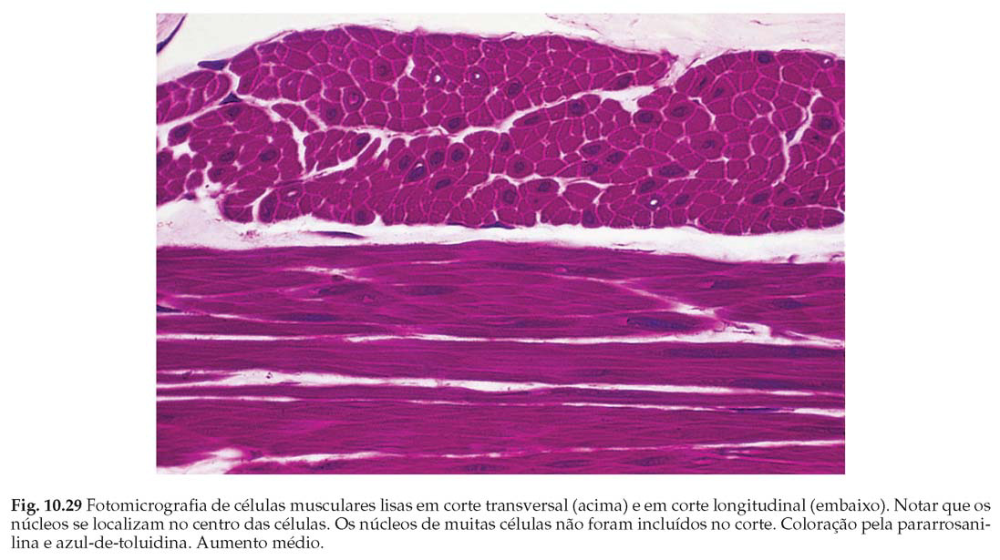 Fig. 10.29 Fotomicrografia de células musculares lisas em corte transversal (acima) e em corte longitudinal (embaixo). Notar que os
núcleos se localizam no centro das células. Os núcleos de muitas células não foram incluídos no corte. Coloração pela pararrosani-
lina e azul-de-toluidina. Aumento médio.